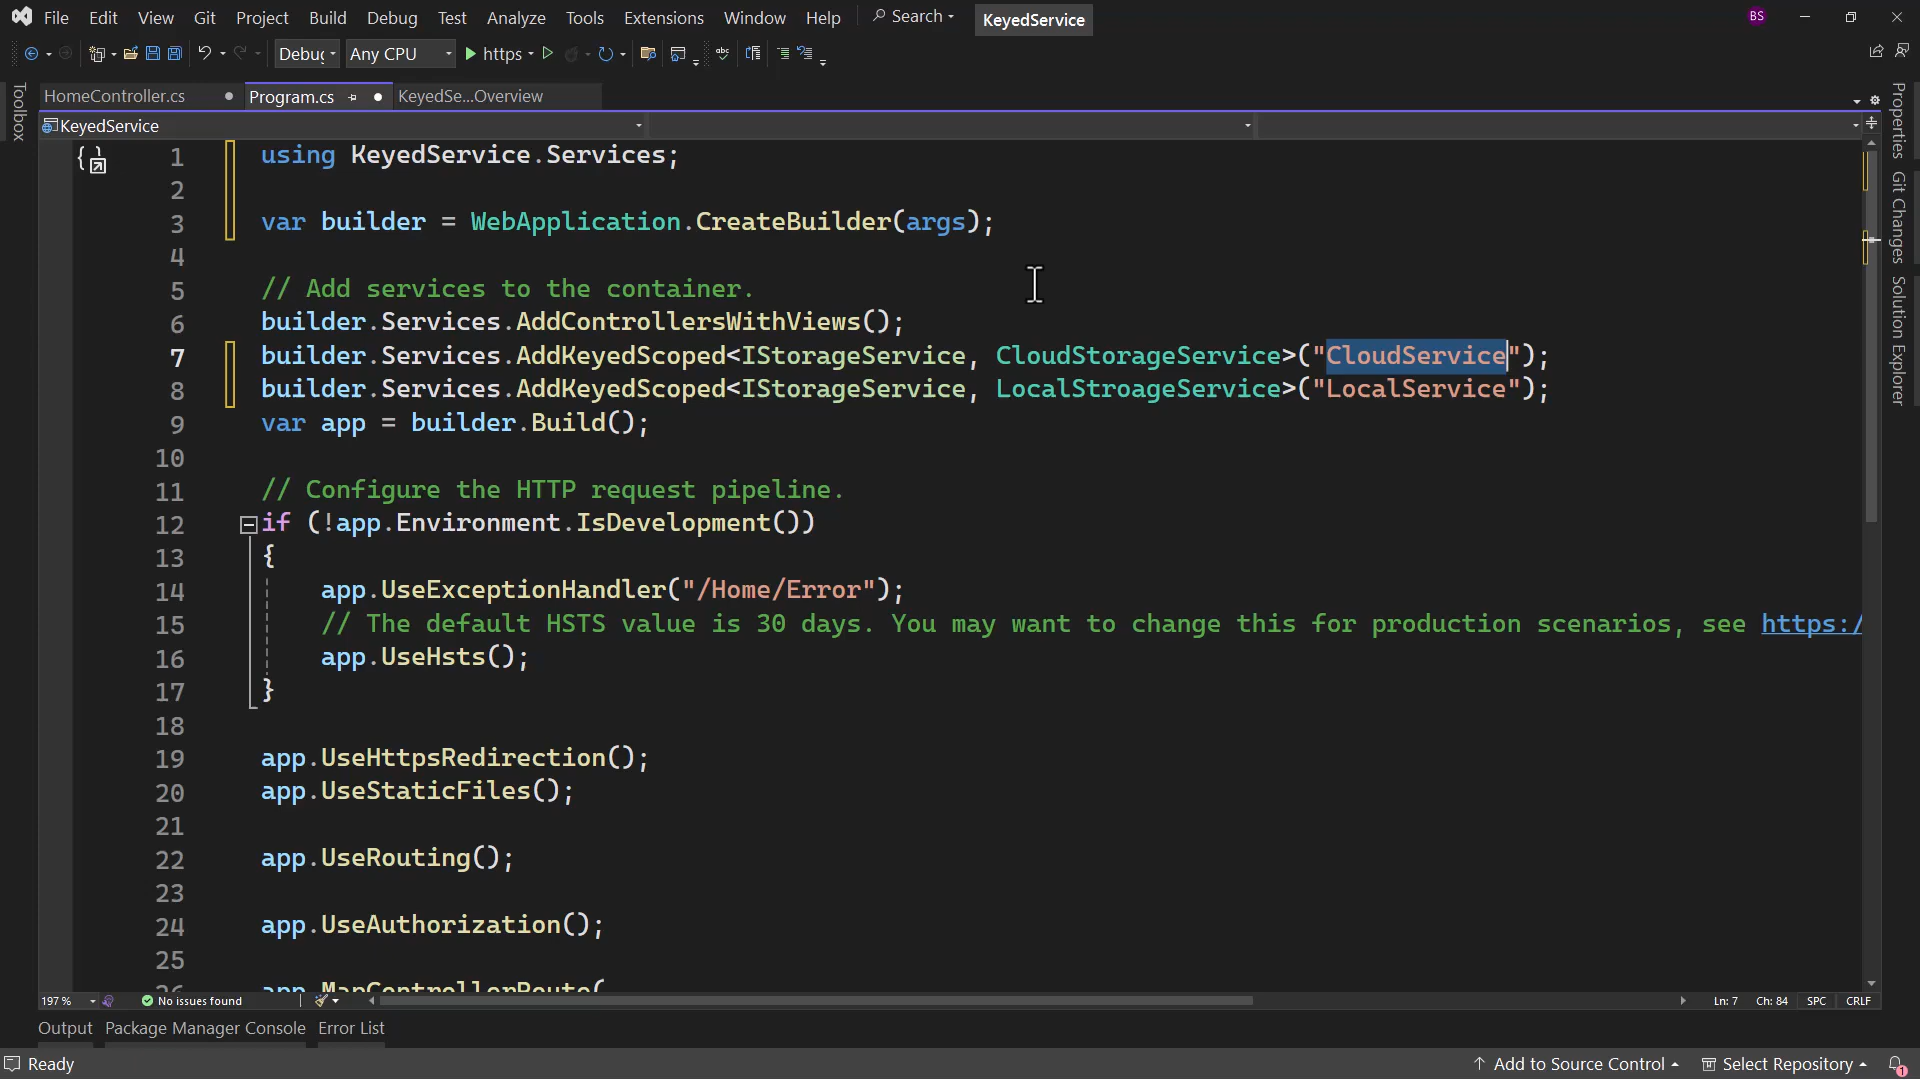 File Edit View Git Project Build Debug Test Analyze Tools Extensions Window Help Search KeyedService BS
Debug Any CPU https
HomeController.cs Program.cs KeyedSe...Overview
KeyedService
Toolbox
Properties
Git Changes
Solution Explorer
1 using KeyedService.Services;
2
3 var builder = WebApplication.CreateBuilder(args);
4
5 // Add services to the container.
6 builder.Services.AddControllersWithViews();
7 builder.Services.AddKeyedScoped<IStorageService, CloudStorageService>("CloudService");
8 builder.Services.AddKeyedScoped<IStorageService, LocalStroageService>("LocalService");
9 var app = builder.Build();
10
11 // Configure the HTTP request pipeline.
12 if (!app.Environment.IsDevelopment())
13 {
14 app.UseExceptionHandler("/Home/Error");
15 // The default HSTS value is 30 days. You may want to change this for production scenarios, see https:/
16 app.UseHsts();
17 }
18
19 app.UseHttpsRedirection();
20 app.UseStaticFiles();
21
22 app.UseRouting();
23
24 app.UseAuthorization();
25
26 app.MapControllerRoute(
197 % No issues found Ln: 7 Ch: 84 SPC CRLF
Output Package Manager Console Error List
Ready Add to Source Control Select Repository 1